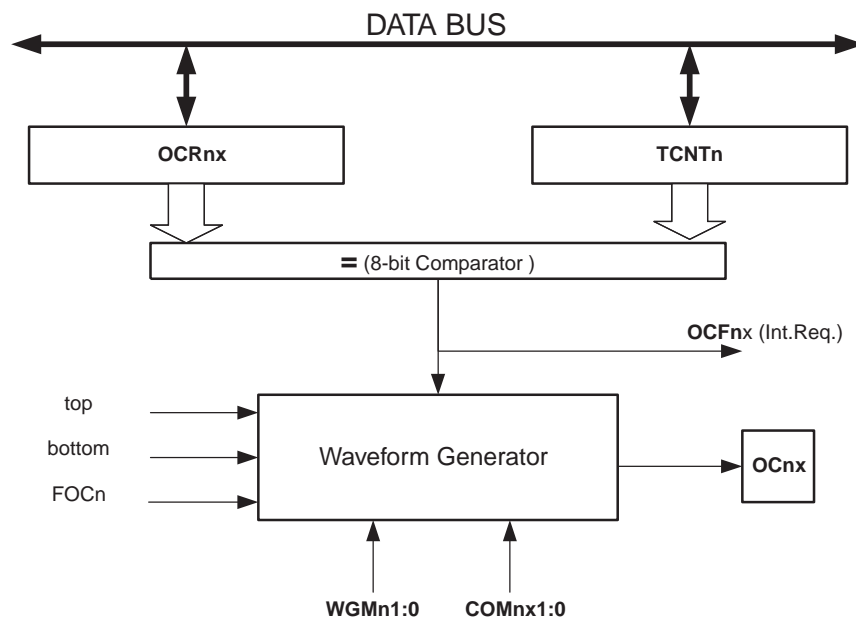 DATA BUS
OCRnx
TCNTn
= (8-bit Comparator )
OCFnx (Int.Req.)
top
bottom
FOCn
Waveform Generator
OCnx
WGMn1:0
COMnx1:0